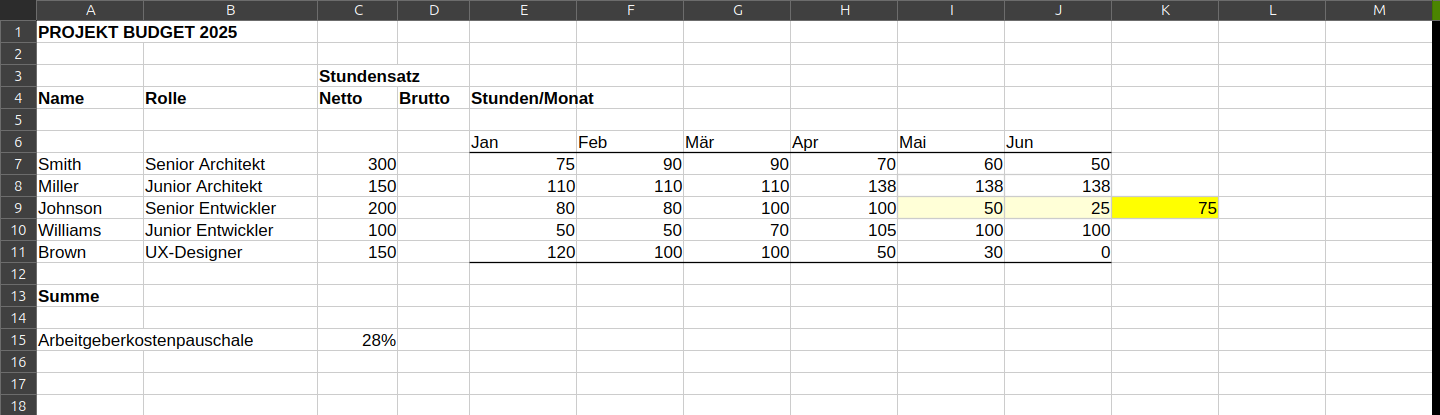 A B C D E F G H I J K L M
1 PROJEKT BUDGET 2025
2
3 Stundensatz
4 Name Rolle Netto Brutto Stunden/Monat
5
6 Jan Feb Mär Apr Mai Jun
7 Smith Senior Architekt 300 75 90 90 70 60 50
8 Miller Junior Architekt 150 110 110 110 138 138 138
9 Johnson Senior Entwickler 200 80 80 100 100 50 25 75
10 Williams Junior Entwickler 100 50 50 70 105 100 100
11 Brown UX-Designer 150 120 100 100 50 30 0
12
13 Summe
14
15 Arbeitgeberkostenpauschale 28%
16
17
18